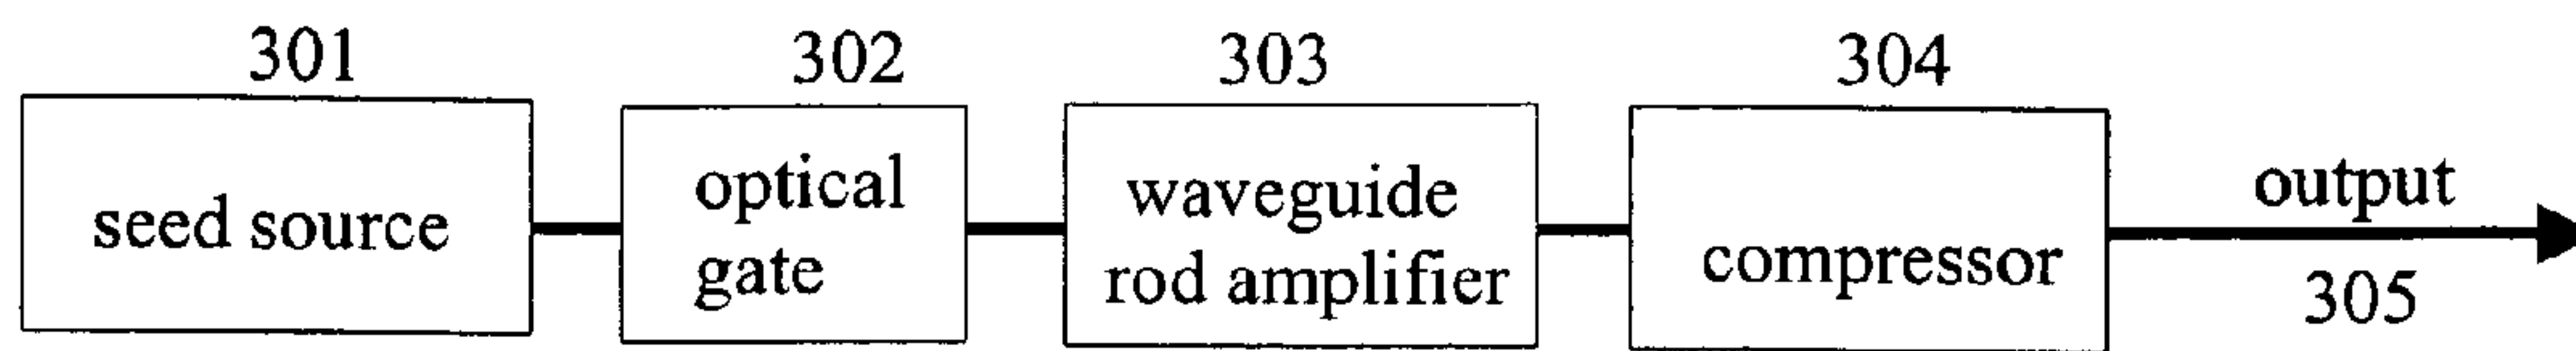 301
seed source
302
optical
gate
303
waveguide
rod amplifier
304
compressor
output
305